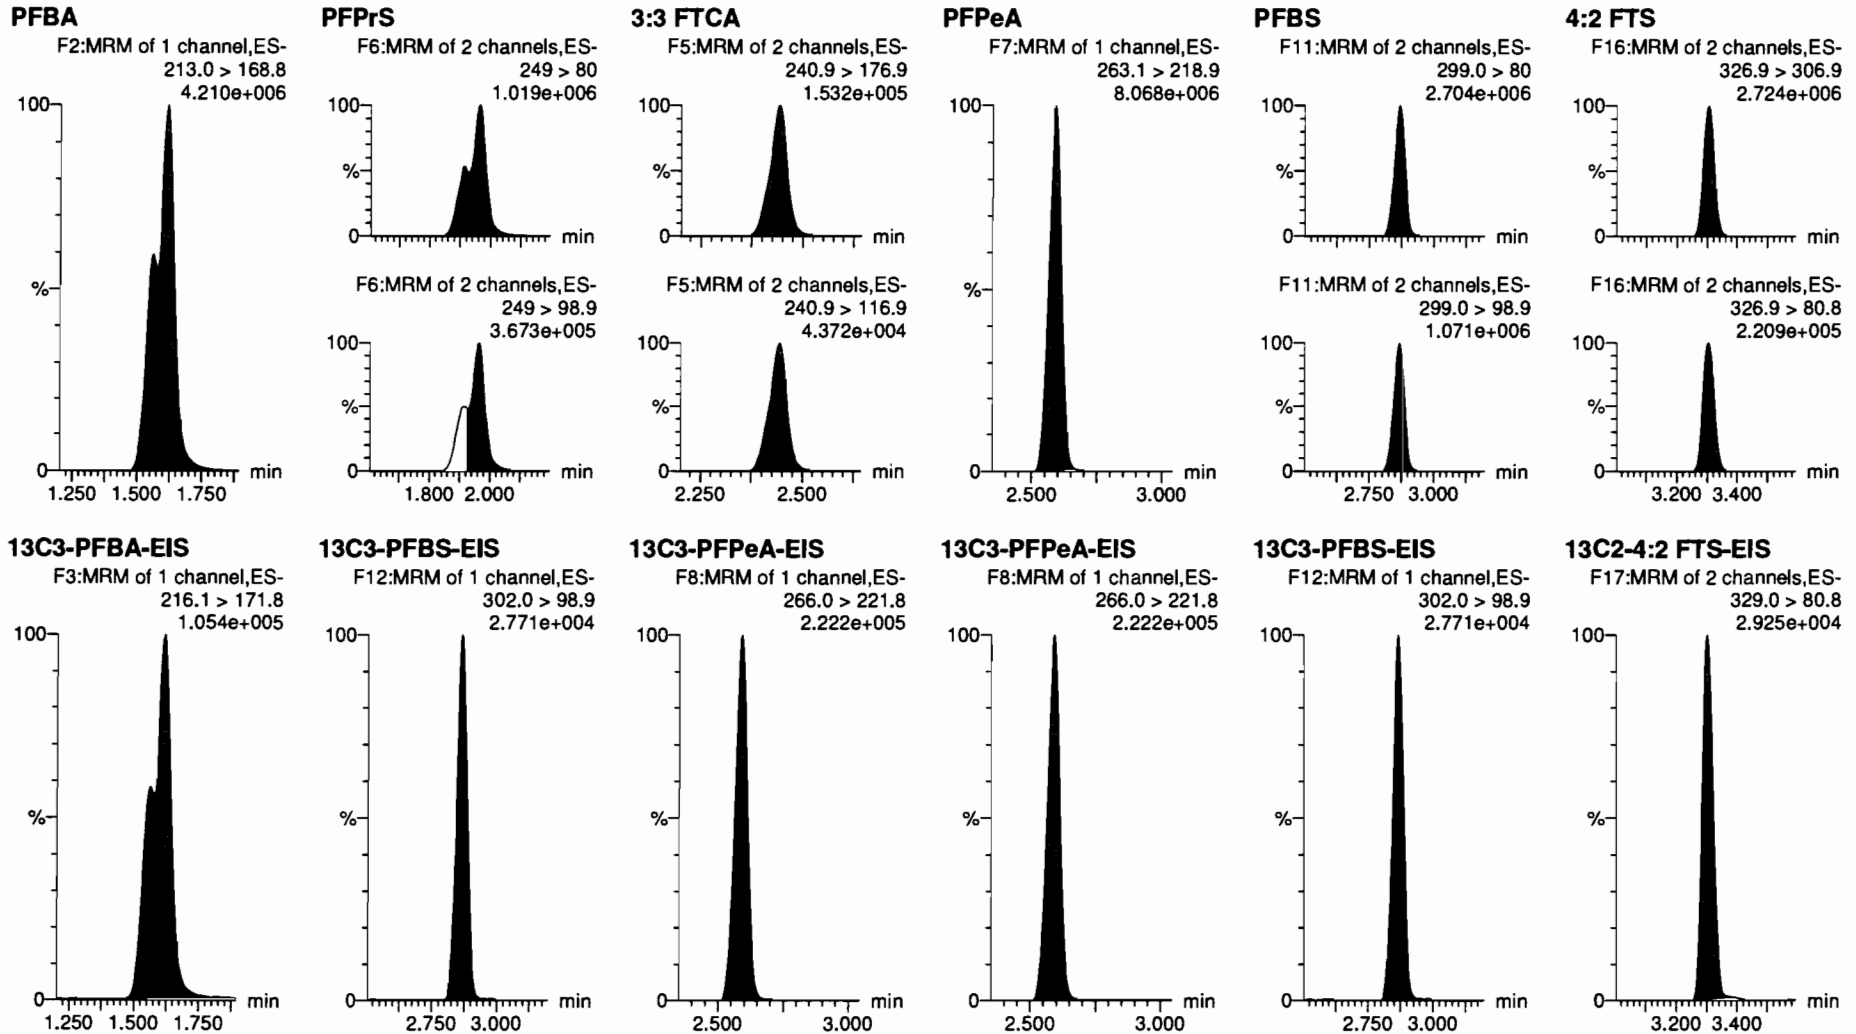 PFBA
F2:MRM of 1 channel,ES-
213.0 > 168.8
4.210e+006
100
%
0
min
1.250 1.500 1.750
PFPrS
F6:MRM of 2 channels,ES-
249 > 80
1.019e+006
100
%
0
min
F6:MRM of 2 channels,ES-
249 > 98.9
3.673e+005
100
%
0
min
1.800 2.000
3:3 FTCA
F5:MRM of 2 channels,ES-
240.9 > 176.9
1.532e+005
100
%
0
min
F5:MRM of 2 channels,ES-
240.9 > 116.9
4.372e+004
100
%
0
min
2.250 2.500
PFPeA
F7:MRM of 1 channel,ES-
263.1 > 218.9
8.068e+006
100
%
0
min
2.500 3.000
PFBS
F11:MRM of 2 channels,ES-
299.0 > 80
2.704e+006
100
%
0
min
F11:MRM of 2 channels,ES-
299.0 > 98.9
1.071e+006
100
%
0
min
2.750 3.000
4:2 FTS
F16:MRM of 2 channels,ES-
326.9 > 306.9
2.724e+006
100
%
0
min
F16:MRM of 2 channels,ES-
326.9 > 80.8
2.209e+005
100
%
0
min
3.200 3.400
13C3-PFBA-EIS
F3:MRM of 1 channel,ES-
216.1 > 171.8
1.054e+005
100
%
0
min
1.250 1.500 1.750
13C3-PFBS-EIS
F12:MRM of 1 channel,ES-
302.0 > 98.9
2.771e+004
100
%
0
min
2.750 3.000
13C3-PFPeA-EIS
F8:MRM of 1 channel,ES-
266.0 > 221.8
2.222e+005
100
%
0
min
2.500 3.000
13C3-PFPeA-EIS
F8:MRM of 1 channel,ES-
266.0 > 221.8
2.222e+005
100
%
0
min
2.500 3.000
13C3-PFBS-EIS
F12:MRM of 1 channel,ES-
302.0 > 98.9
2.771e+004
100
%
0
min
2.750 3.000
13C2-4:2 FTS-EIS
F17:MRM of 2 channels,ES-
329.0 > 80.8
2.925e+004
100
%
0
min
3.200 3.400